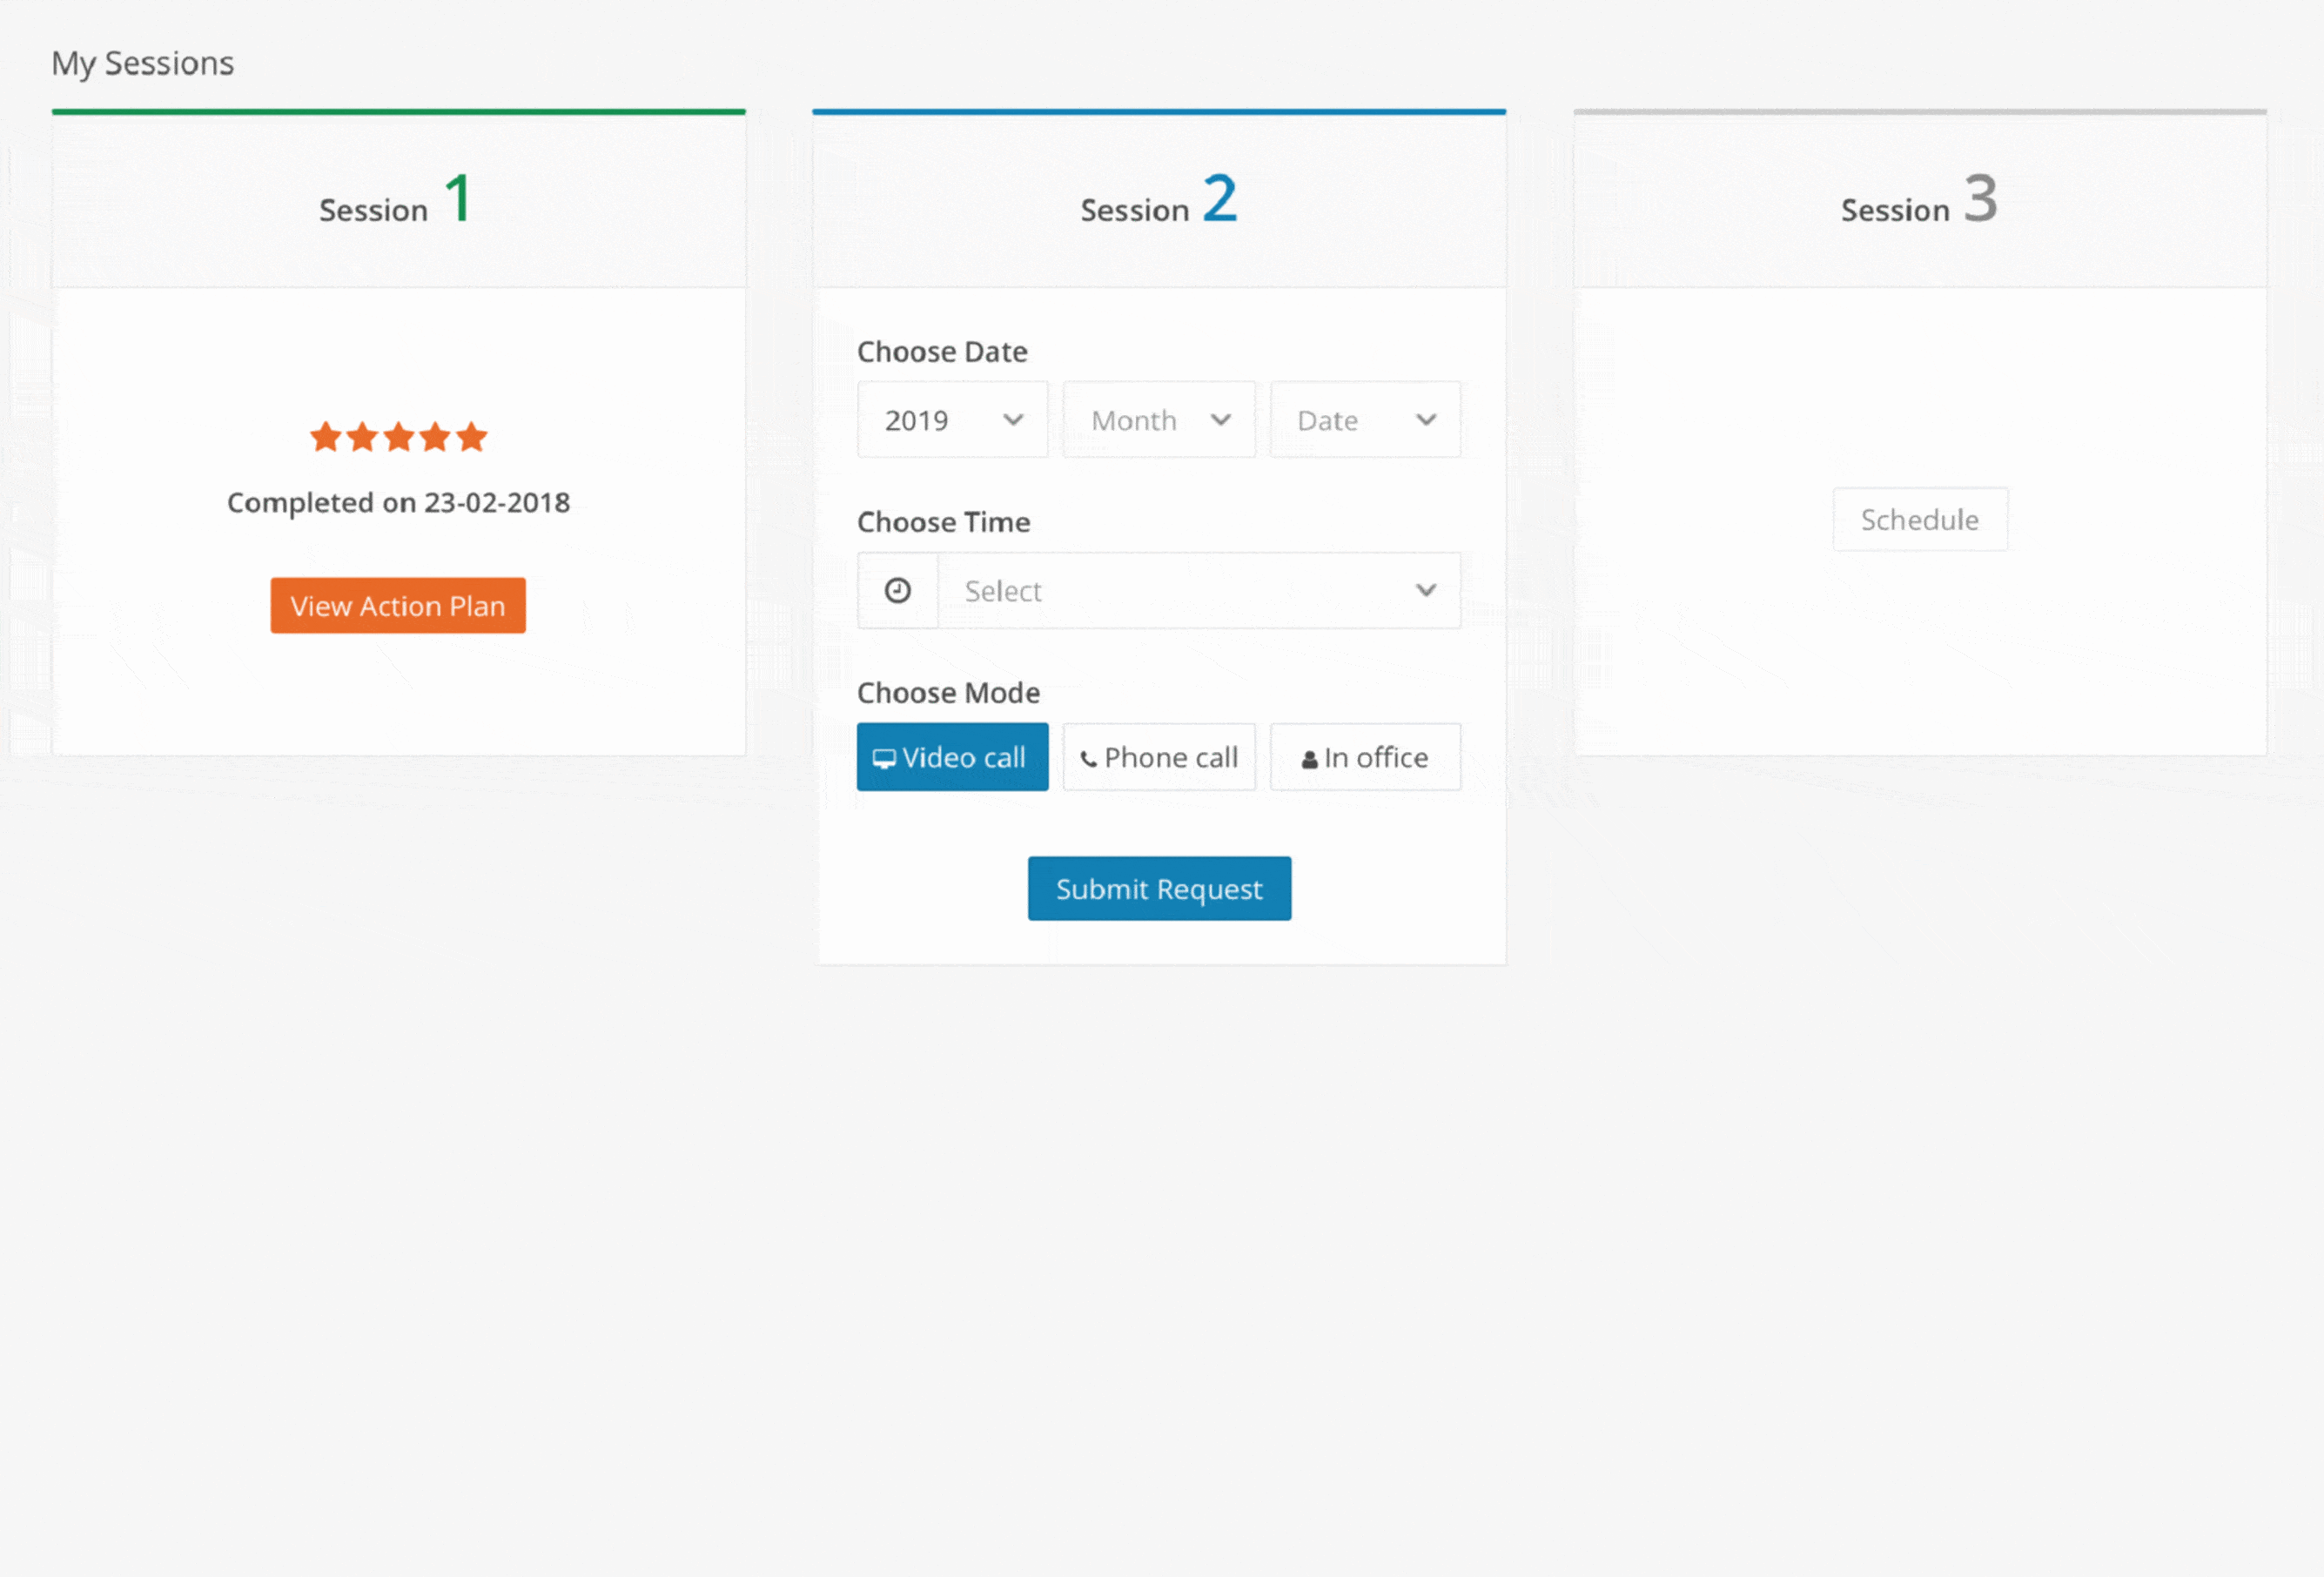 My Sessions
Session 1
Completed on 23-02-2018
View Action Plan
Session 2
Choose Date
2019 Month Date
Choose Time
Select
Choose Mode
Video call Phone call In office
Submit Request
Session 3
Schedule